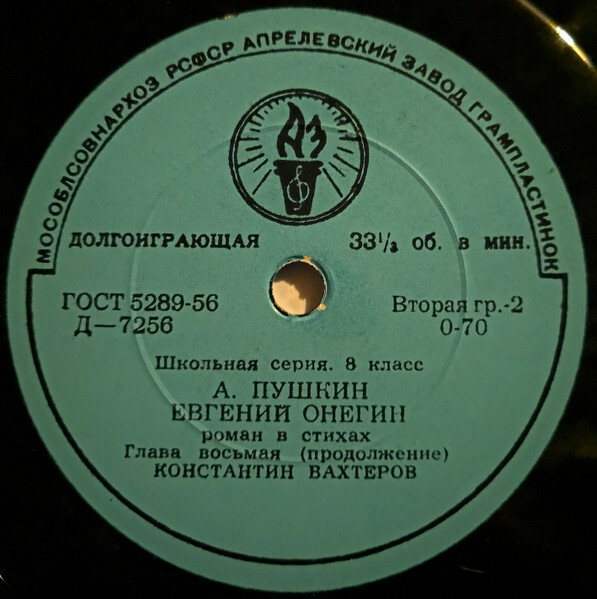 МОСОБЛСОВНАРХОЗ РСФСР АПРЕЛЕВСКИЙ ЗАВОД ГРАМПЛАСТИНОК
АЗ
ДОЛГОИГРАЮЩАЯ 33⅓ об. в мин.
ГОСТ 5289-56 Вторая гр.-2
Д—7256 0-70
Школьная серия. 8 класс
А. ПУШКИН
ЕВГЕНИЙ ОНЕГИН
роман в стихах
Глава восьмая (продолжение)
КОНСТАНТИН ВАХТЕРОВ